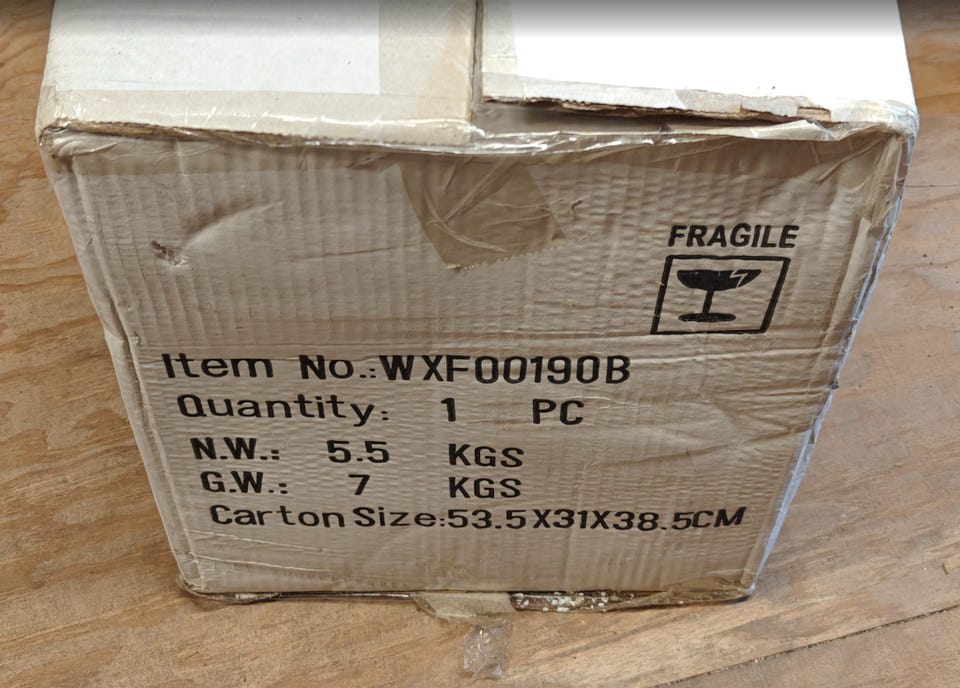 FRAGILE
Item No.:WXF00190B
Quantity: 1 PC
N.W.: 5.5 KGS
G.W.: 7 KGS
Carton Size:53.5X31X38.5CM